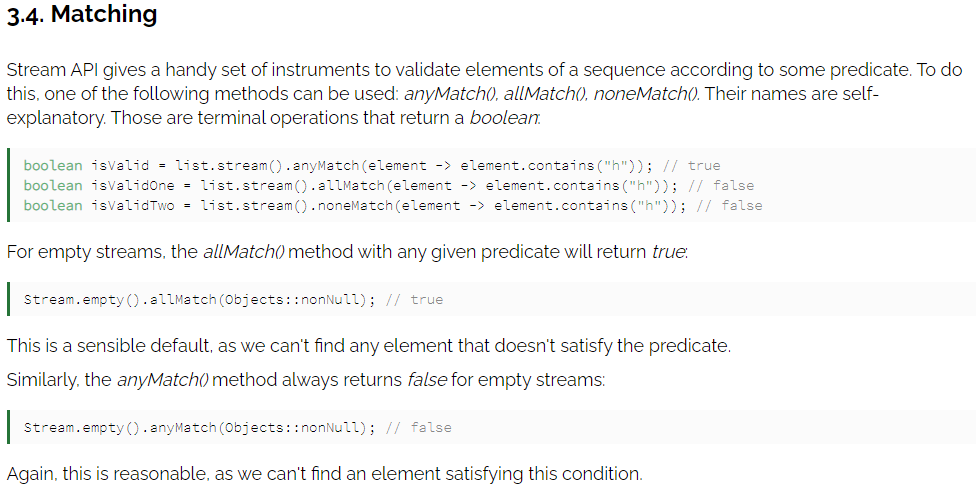 3.4. Matching
Stream API gives a handy set of instruments to validate elements of a sequence according to some predicate. To do
this, one of the following methods can be used: anyMatch(), allMatch(), noneMatch(). Their names are self-
explanatory. Those are terminal operations that return a boolean:
boolean isValid = list.stream().anyMatch(element -> element.contains("h")); // true
boolean isValidOne = list.stream().allMatch(element -> element.contains("h")); // false
boolean isValidTwo = list.stream().noneMatch(element -> element.contains("h")); // false
For empty streams, the allMatch() method with any given predicate will return true:
Stream.empty().allMatch(Objects::nonNull); // true
This is a sensible default, as we can't find any element that doesn't satisfy the predicate.
Similarly, the anyMatch() method always returns false for empty streams:
Stream.empty().anyMatch(Objects::nonNull); // false
Again, this is reasonable, as we can't find an element satisfying this condition.